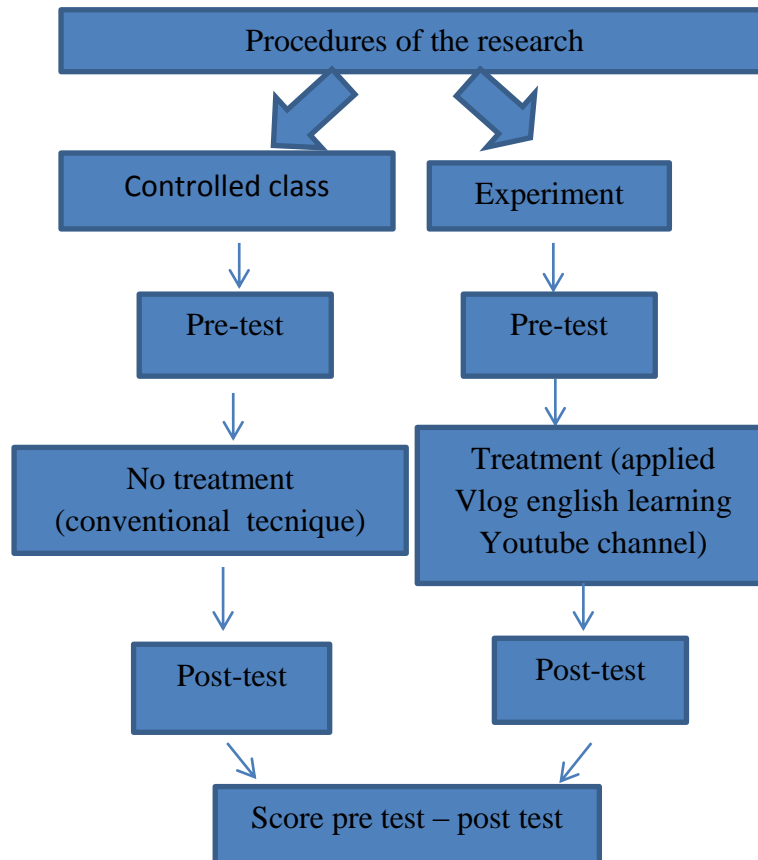 Procedures of the research
Controlled class
Experiment
Pre-test
Pre-test
No treatment
(conventional tecnique)
Treatment (applied
Vlog english learning
Youtube channel)
Post-test
Post-test
Score pre test – post test